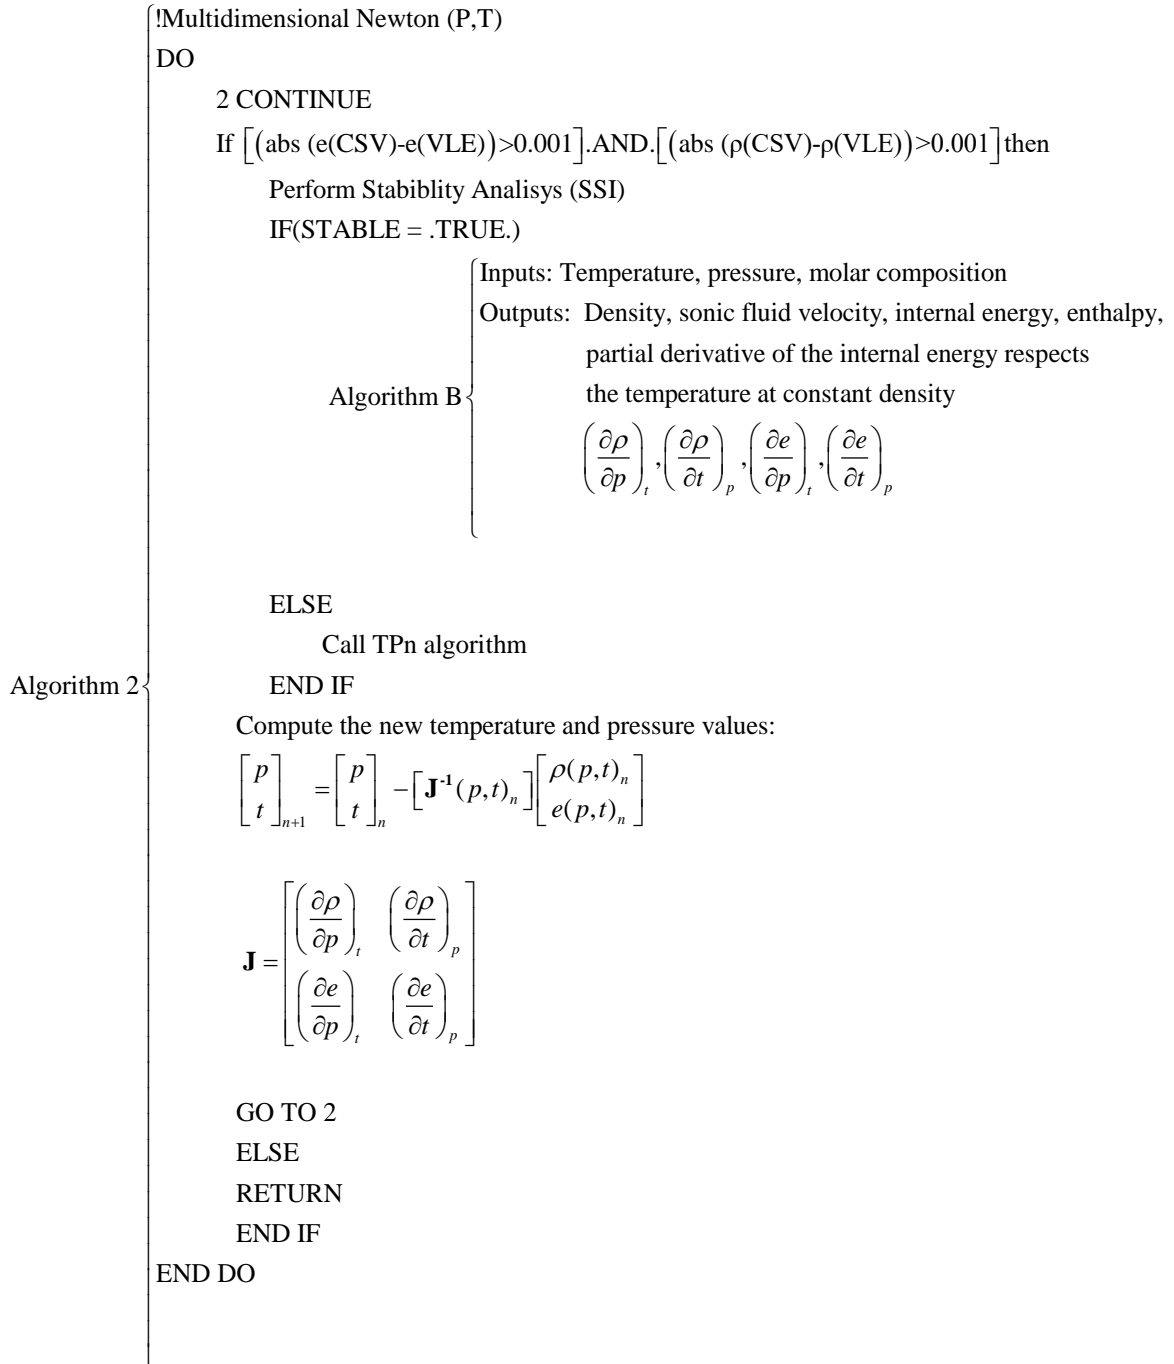 !Multidimensional Newton (P,T)
DO
2 CONTINUE
If [(abs (e(CSV)-e(VLE))>0.001].AND.[(abs (ρ(CSV)-ρ(VLE))>0.001]then
Perform Stabiblity Analisys (SSI)
IF(STABLE = .TRUE.)
Algorithm B
Inputs: Temperature, pressure, molar composition
Outputs: Density, sonic fluid velocity, internal energy, enthalpy,
partial derivative of the internal energy respects
the temperature at constant density
(∂ρ/∂p)_t , (∂ρ/∂t)_p , (∂e/∂p)_t , (∂e/∂t)_p
ELSE
Call TPn algorithm
END IF
Algorithm 2
Compute the new temperature and pressure values:
[p t]_{n+1} = [p t]_n − [J^{-1}(p,t)_n] [ρ(p,t)_n e(p,t)_n]
J = [(∂ρ/∂p)_t (∂ρ/∂t)_p
(∂e/∂p)_t (∂e/∂t)_p]
GO TO 2
ELSE
RETURN
END IF
END DO